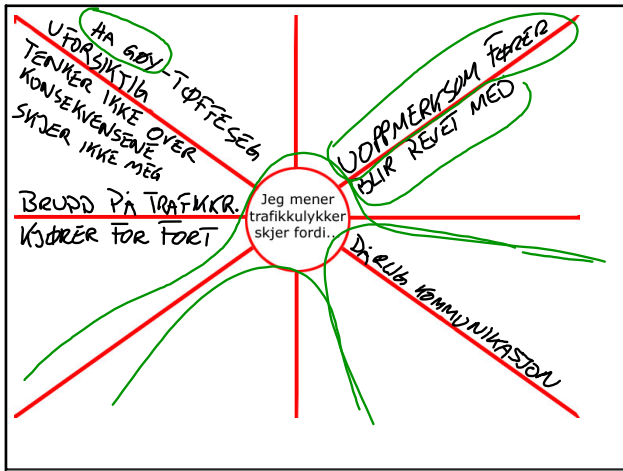 HA GØY-TØFFE SEG
UFORSIKTIG
TENKER IKKE OVER
KONSEKVENSENE
SKJER IKKE MEG
BRUDD PÅ TRAFIKKR.
KJØRER FOR FORT
UOPPMERKSOM FØRER
BLIR REVET MED
Jeg mener
trafikkulykker
skjer fordi..
DÅRLIG KOMMUNIKASJON